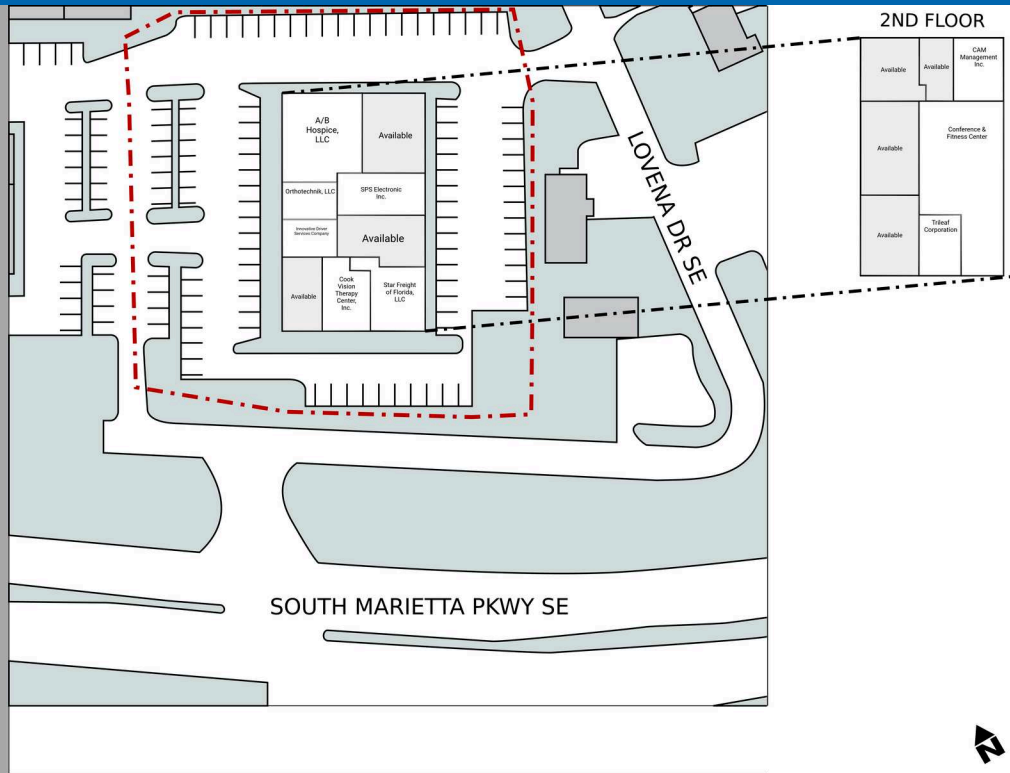 2ND FLOOR
Available
Available
CAM
Management
Inc.
Available
Conference &
Fitness Center
Available
Trileaf
Corporation
A/B
Hospice,
LLC
Available
Orthotechnik, LLC
SPS Electronic
Inc.
Innovative Driver
Services Company
Available
Available
Cook
Vision
Therapy
Center,
Inc.
Star Freight
of Florida,
LLC
LOVENA DR SE
SOUTH MARIETTA PKWY SE
N